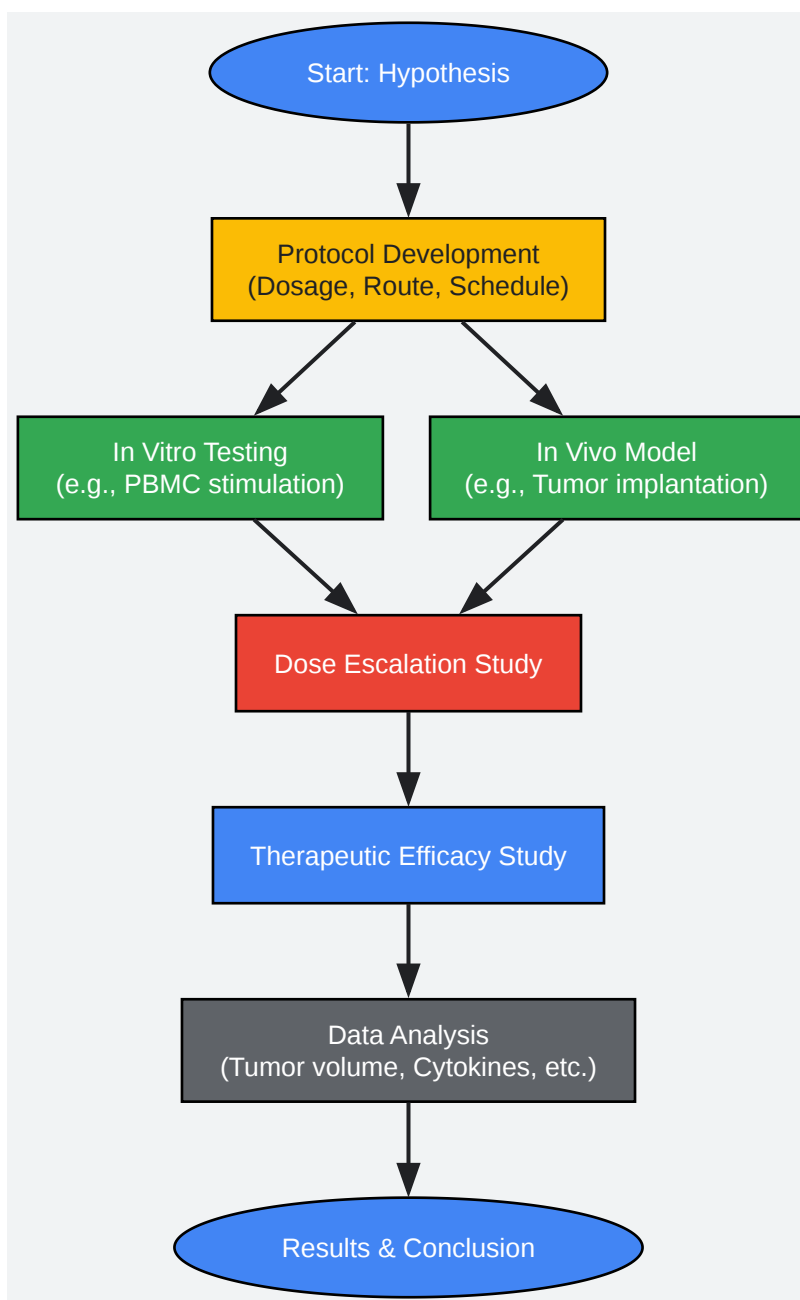 Start: Hypothesis
Protocol Development
(Dosage, Route, Schedule)
In Vitro Testing
(e.g., PBMC stimulation)
In Vivo Model
(e.g., Tumor implantation)
Dose Escalation Study
Therapeutic Efficacy Study
Data Analysis
(Tumor volume, Cytokines, etc.)
Results & Conclusion